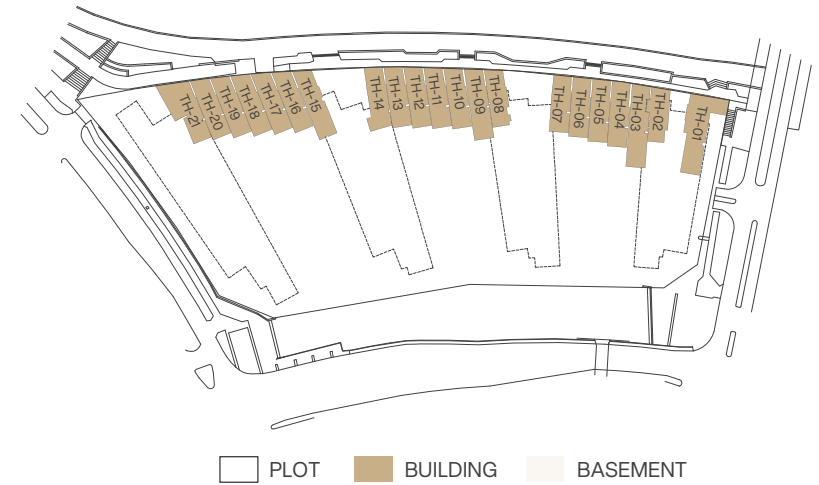 TH-21
TH-20
TH-19
TH-18
TH-17
TH-16
TH-15
TH-14
TH-13
TH-12
TH-11
TH-10
TH-09
TH-08
TH-07
TH-06
TH-05
TH-04
TH-03
TH-02
TH-01
PLOT
BUILDING
BASEMENT